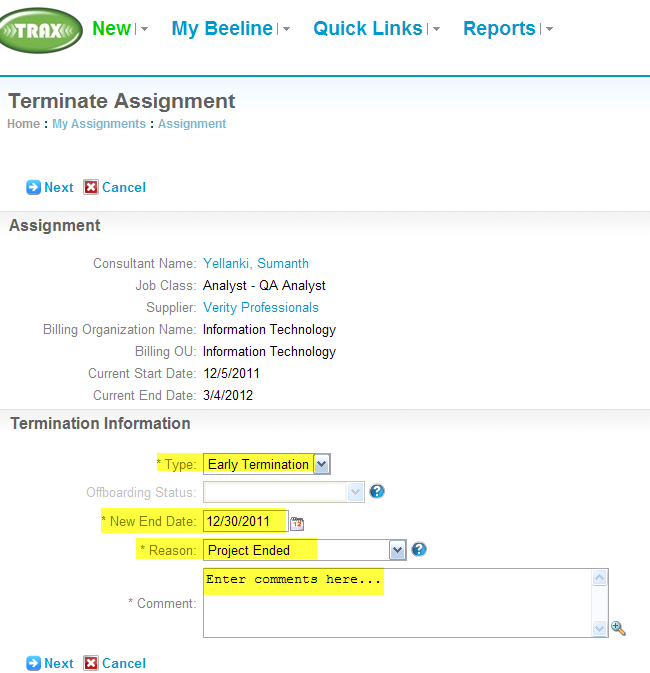 TRAX New My Beeline Quick Links Reports
Terminate Assignment
Home : My Assignments : Assignment
Next Cancel
Assignment
Consultant Name: Yellanki, Sumanth
Job Class: Analyst - QA Analyst
Supplier: Verity Professionals
Billing Organization Name: Information Technology
Billing OU: Information Technology
Current Start Date: 12/5/2011
Current End Date: 3/4/2012
Termination Information
* Type: Early Termination
Offboarding Status: ?
* New End Date: 12/30/2011 12
* Reason: Project Ended ?
Enter comments here...
* Comment:
Next Cancel